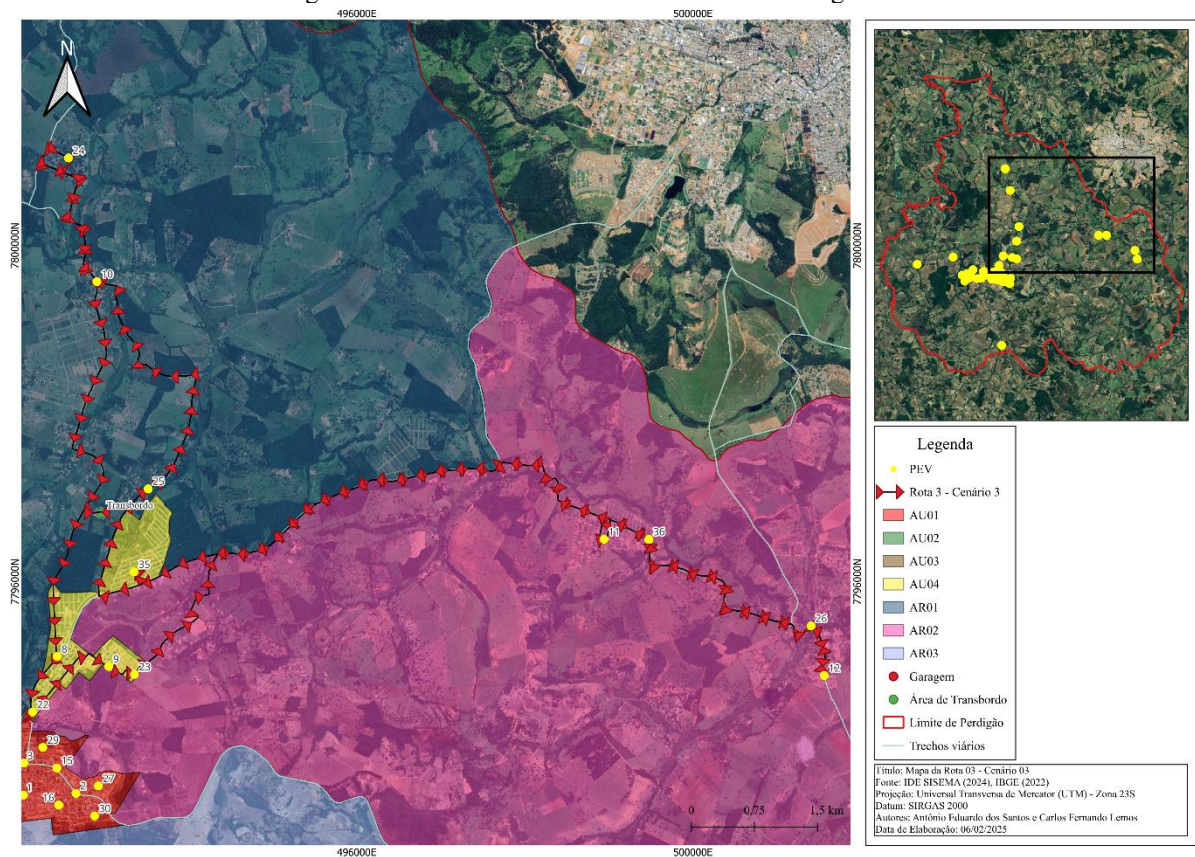 496000E
500000E
N
24
7800000N
10
25
Transbordo
35
11
36
7796000N
26
12
8
9
23
22
29
3
15
27
1
2
16
30
0
0,75
1,5 km
496000E
500000E
7800000N
7796000N
Legenda
PEV
Rota 3 - Cenário 3
AU01
AU02
AU03
AU04
AR01
AR02
AR03
Garagem
Área de Transbordo
Limite de Perdigão
Trechos viários
Título: Mapa da Rota 03 - Cenário 03
Fonte: IDE SISEMA (2024), IBGE (2022)
Projeção: Universal Transversa de Mercator (UTM) - Zona 23S
Datum: SIRGAS 2000
Autores: Antônio Eduardo dos Santos e Carlos Fernando Lemos
Data de Elaboração: 06/02/2025